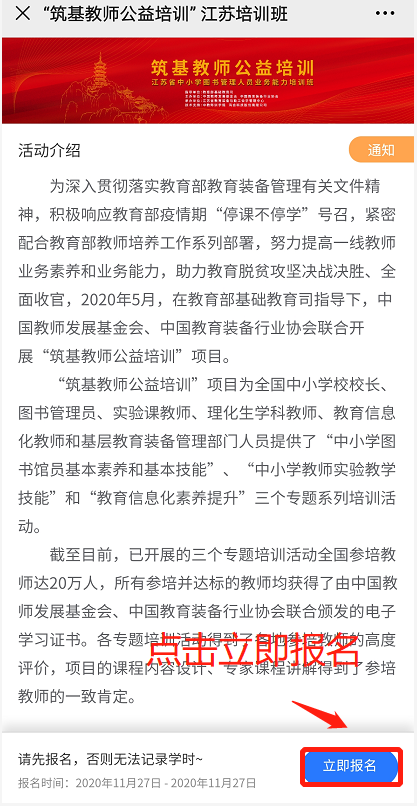 “筑基教师公益培训” 江苏培训班
筑基教师公益培训
江苏省中小学图书管理人员业务能力培训班
活动介绍
通知
为深入贯彻落实教育部教育装备管理有关文件精
神，积极响应教育部疫情期“停课不停学”号召，紧密
配合教育部教师培养工作系列部署，努力提高一线教师
业务素养和业务能力，助力教育脱贫攻坚决战决胜、全
面收官，2020年5月，在教育部基础教育司指导下，中
国教师发展基金会、中国教育装备行业协会联合开
展“筑基教师公益培训”项目。
“筑基教师公益培训”项目为全国中小学校校长、
图书管理员、实验课教师、理化生学科教师、教育信息
化教师和基层教育装备管理部门人员提供了“中小学图
书馆员基本素养和基本技能”、“中小学教师实验教学
技能”和“教育信息化素养提升”三个专题系列培训活
动。
截至目前，已开展的三个专题培训活动全国参培教
师达20万人，所有参培并达标的教师均获得了由中国教
师发展基金会、中国教育装备行业协会联合颁发的电子
学习证书。各专题培训活动得到了各地参培教师的高度
评价，项目的课程内容设计、专家课程讲解得到了参培
教师的一致肯定。
点击立即报名
请先报名，否则无法记录学时~
立即报名
报名时间：2020年11月27日 - 2020年11月27日